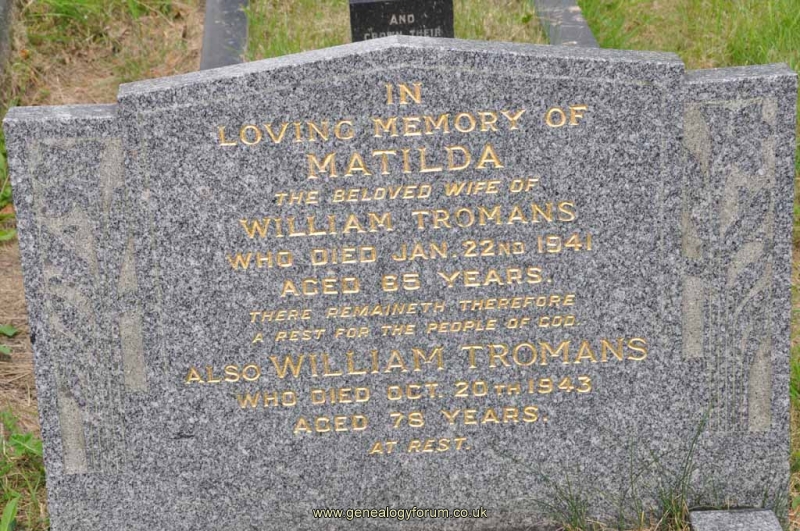 AND
CROWN THEIR
IN
LOVING MEMORY OF
MATILDA
THE BELOVED WIFE OF
WILLIAM TROMANS
WHO DIED JAN. 22ND 1941
AGED 65 YEARS.
THERE REMAINETH THEREFORE
A REST FOR THE PEOPLE OF GOD.
ALSO WILLIAM TROMANS
WHO DIED OCT. 20TH 1943
AGED 78 YEARS.
AT REST.
www.genealogyforum.co.uk